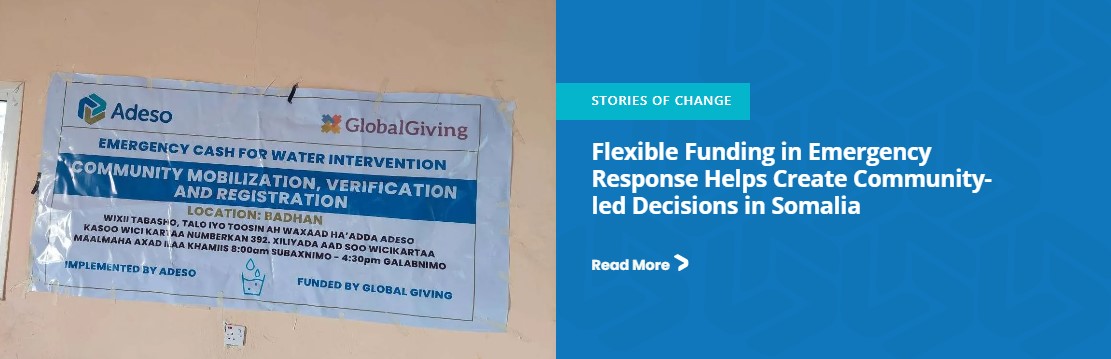 Adeso
GlobalGiving
EMERGENCY CASH FOR WATER INTERVENTION
COMMUNITY MOBILIZATION, VERIFICATION
AND REGISTRATION
LOCATION: BADHAN
WIXII TABASHO, TALO IYO TOOSIN AH WAXAAD HA'ADDA ADESO
KASOO WICI KARTAA NUMBERKAN 392. XILIYADA AAD SOO WICIKARTAA
MAALMAHA AXAD ILAA KHAMIIS 8:00am SUBAXNIMO - 4:30pm GALABNIMO
IMPLEMENTED BY ADESO
FUNDED BY GLOBAL GIVING
STORIES OF CHANGE
Flexible Funding in Emergency
Response Helps Create Community-
led Decisions in Somalia
Read More